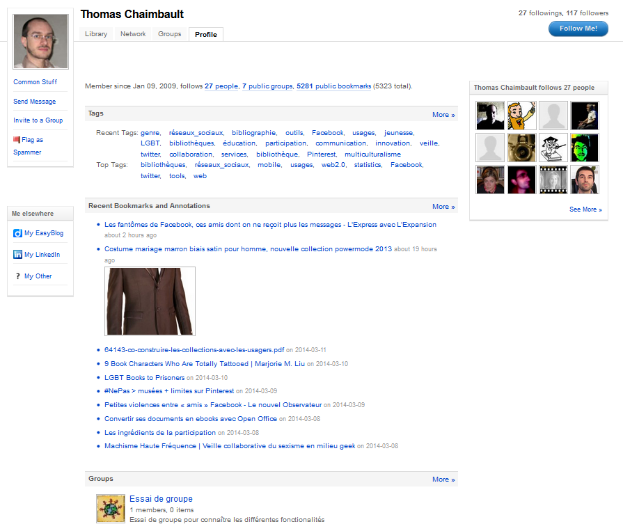 Thomas Chaimbault
27 followings, 117 followers
Follow Me!
Library Network Groups Profile
Common Stuff
Send Message
Invite to a Group
Flag as
Spammer
Me elsewhere
My EasyBlog
My LinkedIn
? My Other
Member since Jan 09, 2009, follows 27 people, 7 public groups, 5281 public bookmarks (5323 total).
Tags
More »
Recent Tags: genre, réseaux_sociaux, bibliographie, outils, Facebook, usages, jeunesse,
LGBT, bibliothèques, éducation, participation, communication, innovation, veille,
twitter, collaboration, services, bibliothèque, Pinterest, multiculturalisme
Top Tags: bibliothèques, réseaux_sociaux, mobile, usages, web2.0, statistics, Facebook,
twitter, tools, web
Recent Bookmarks and Annotations
More »
Les fantômes de Facebook, ces amis dont on ne reçoit plus les messages - L'Express avec L'Expansion
about 2 hours ago
Costume mariage marron biais satin pour homme, nouvelle collection powermode 2013 about 15 hours
ago
64143-co-construire-les-collections-avec-les-usagers.pdf on 2014-03-11
9 Book Characters Who Are Totally Tattooed | Marjorie M. Liu on 2014-03-10
LGBT Books to Prisoners on 2014-03-10
#NePas > musées + limites sur Pinterest on 2014-03-09
Petites violences entre « amis » Facebook - Le nouvel Observateur on 2014-03-09
Convertir ses documents en ebooks avec Open Office on 2014-03-08
Les ingrédients de la participation on 2014-03-08
Machisme Haute Fréquence | Veille collaborative du sexisme en milieu geek on 2014-03-08
Groups
More »
Essai de groupe
1 members, 0 items
Essai de groupe pour connaître les différentes fonctionalités
Thomas Chaimbault follows 27 people
See More »